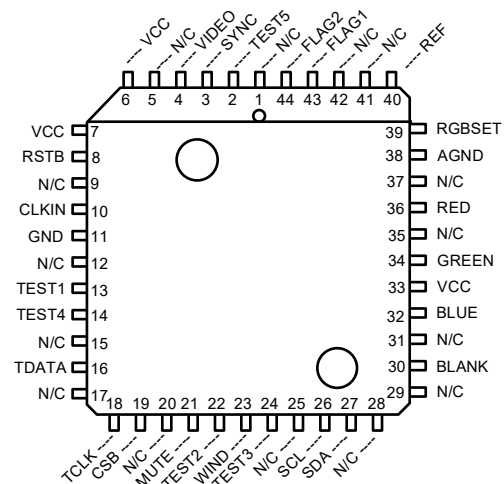 VCC
N/C
VIDEO
SYNC
TEST5
N/C
FLAG2
FLAG1
N/C
N/C
REF
6 5 4 3 2 1 44 43 42 41 40
VCC 7
RSTB 8
N/C 9
CLKIN 10
GND 11
N/C 12
TEST1 13
TEST4 14
N/C 15
TDATA 16
N/C 17
39 RGBSET
38 AGND
37 N/C
36 RED
35 N/C
34 GREEN
33 VCC
32 BLUE
31 N/C
30 BLANK
29 N/C
18 19 20 21 22 23 24 25 26 27 28
TCLK
CSB
N/C
MUTE
TEST2
WIND
TEST3
N/C
SCL
SDA
N/C